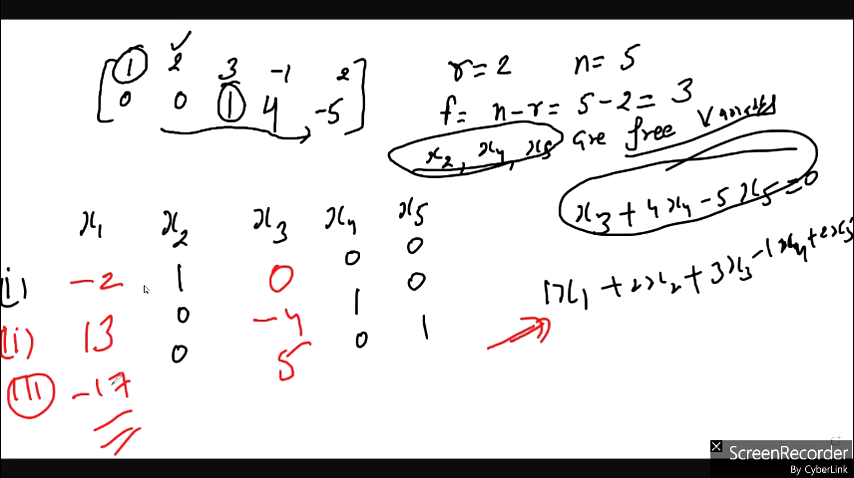 1 2 3 -1 2
0 0 1 4 -5
r = 2 n = 5
f = n-r = 5-2 = 3
x2, x4, x5 are free Variables
x3 + 4x4 - 5x5 = 0
1x1 + 2x2 + 3x3 - 1x4 + 2x5
x1 x2 x3 x4 x5
(i) -2 1 0 0 0
(ii) 13 0 -4 1 0
(III) -17 0 5 0 1
ScreenRecorder
By CyberLink